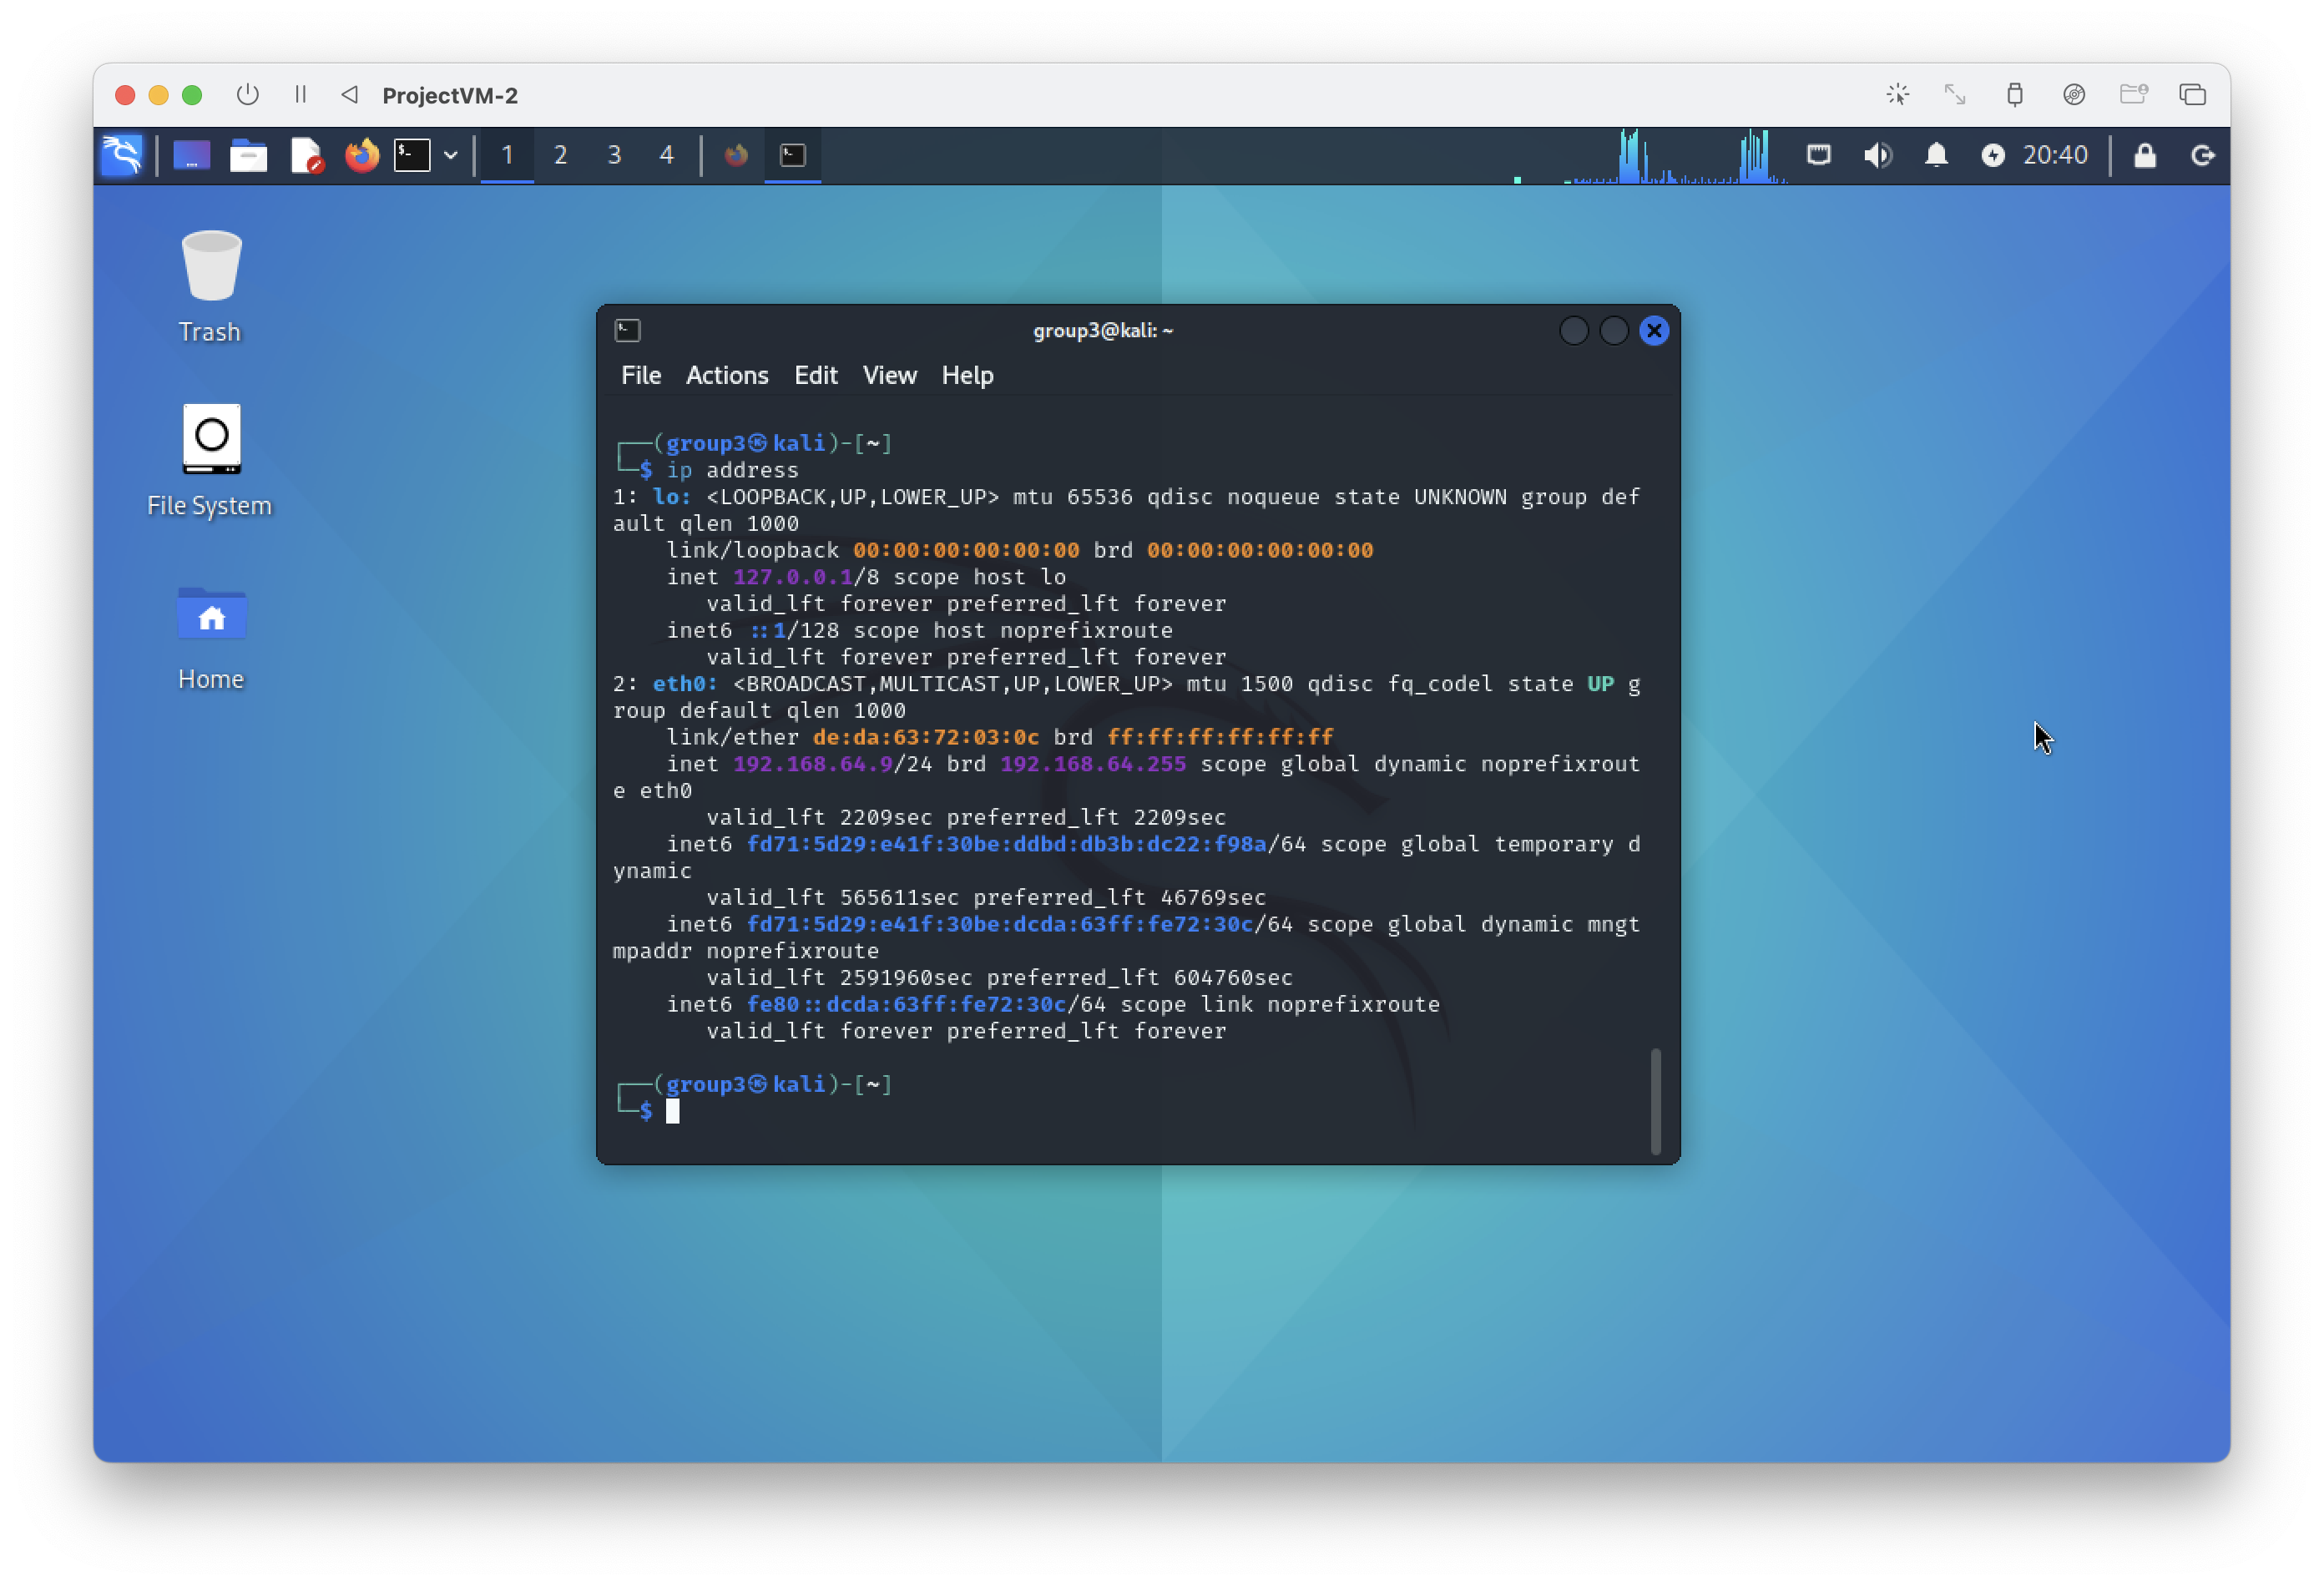 ProjectVM-2
1 2 3 4
20:40
Trash
File System
Home
group3@kali: ~
File Actions Edit View Help
┌──(group3㉿kali)-[~]
└─$ ip address
1: lo: <LOOPBACK,UP,LOWER_UP> mtu 65536 qdisc noqueue state UNKNOWN group def
ault qlen 1000
link/loopback 00:00:00:00:00:00 brd 00:00:00:00:00:00
inet 127.0.0.1/8 scope host lo
valid_lft forever preferred_lft forever
inet6 ::1/128 scope host noprefixroute
valid_lft forever preferred_lft forever
2: eth0: <BROADCAST,MULTICAST,UP,LOWER_UP> mtu 1500 qdisc fq_codel state UP g
roup default qlen 1000
link/ether de:da:63:72:03:0c brd ff:ff:ff:ff:ff:ff
inet 192.168.64.9/24 brd 192.168.64.255 scope global dynamic noprefixrout
e eth0
valid_lft 2209sec preferred_lft 2209sec
inet6 fd71:5d29:e41f:30be:ddbd:db3b:dc22:f98a/64 scope global temporary d
ynamic
valid_lft 565611sec preferred_lft 46769sec
inet6 fd71:5d29:e41f:30be:dcda:63ff:fe72:30c/64 scope global dynamic mngt
mpaddr noprefixroute
valid_lft 2591960sec preferred_lft 604760sec
inet6 fe80::dcda:63ff:fe72:30c/64 scope link noprefixroute
valid_lft forever preferred_lft forever
┌──(group3㉿kali)-[~]
└─$